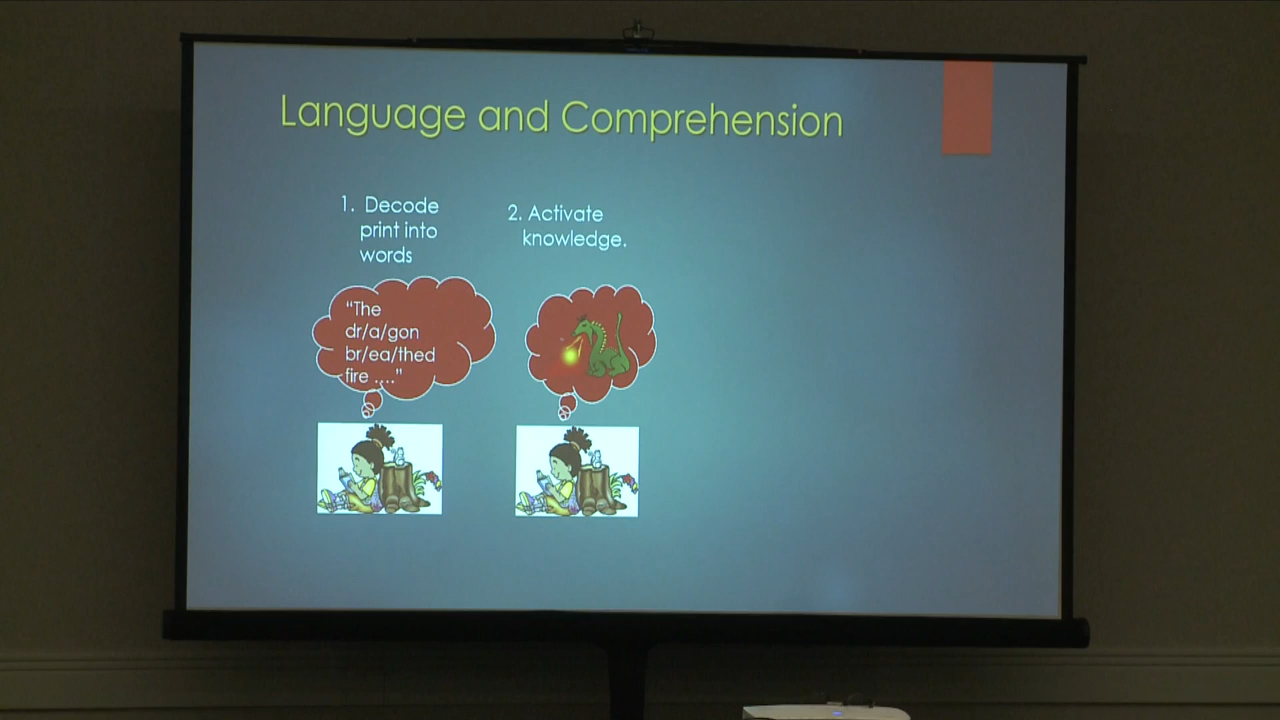 Language and Comprehension
1. Decode
print into
words
2. Activate
knowledge.
“The
dr/a/gon
br/ea/thed
fire ....”